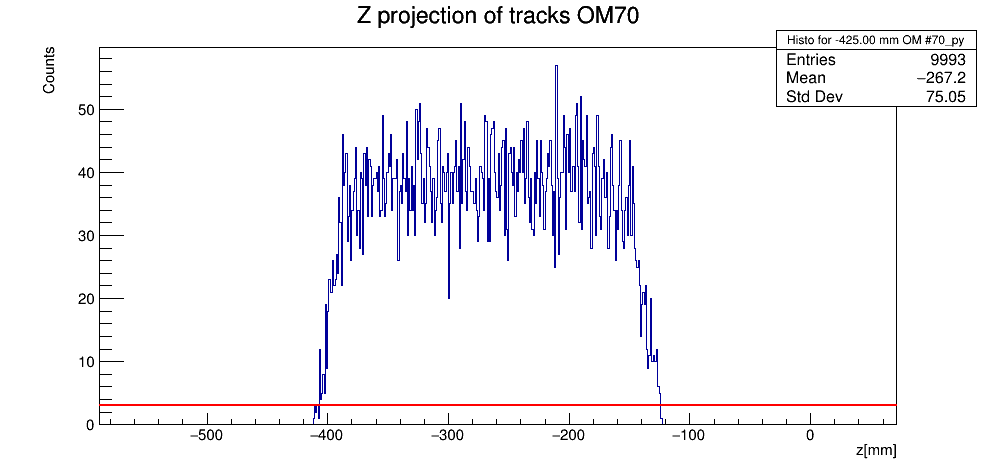 Z projection of tracks OM70
Counts
Histo for -425.00 mm OM #70_py
Entries 9993
Mean −267.2
Std Dev 75.05
50
40
30
20
10
0
−500 −400 −300 −200 −100 0
z[mm]